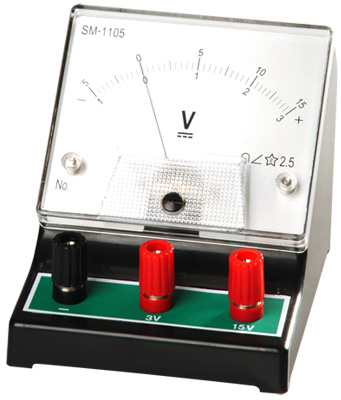 SM-1105
5 0 5 10 15
1 0 1 2 3
− +
V
2.5
No.
− 3V 15V